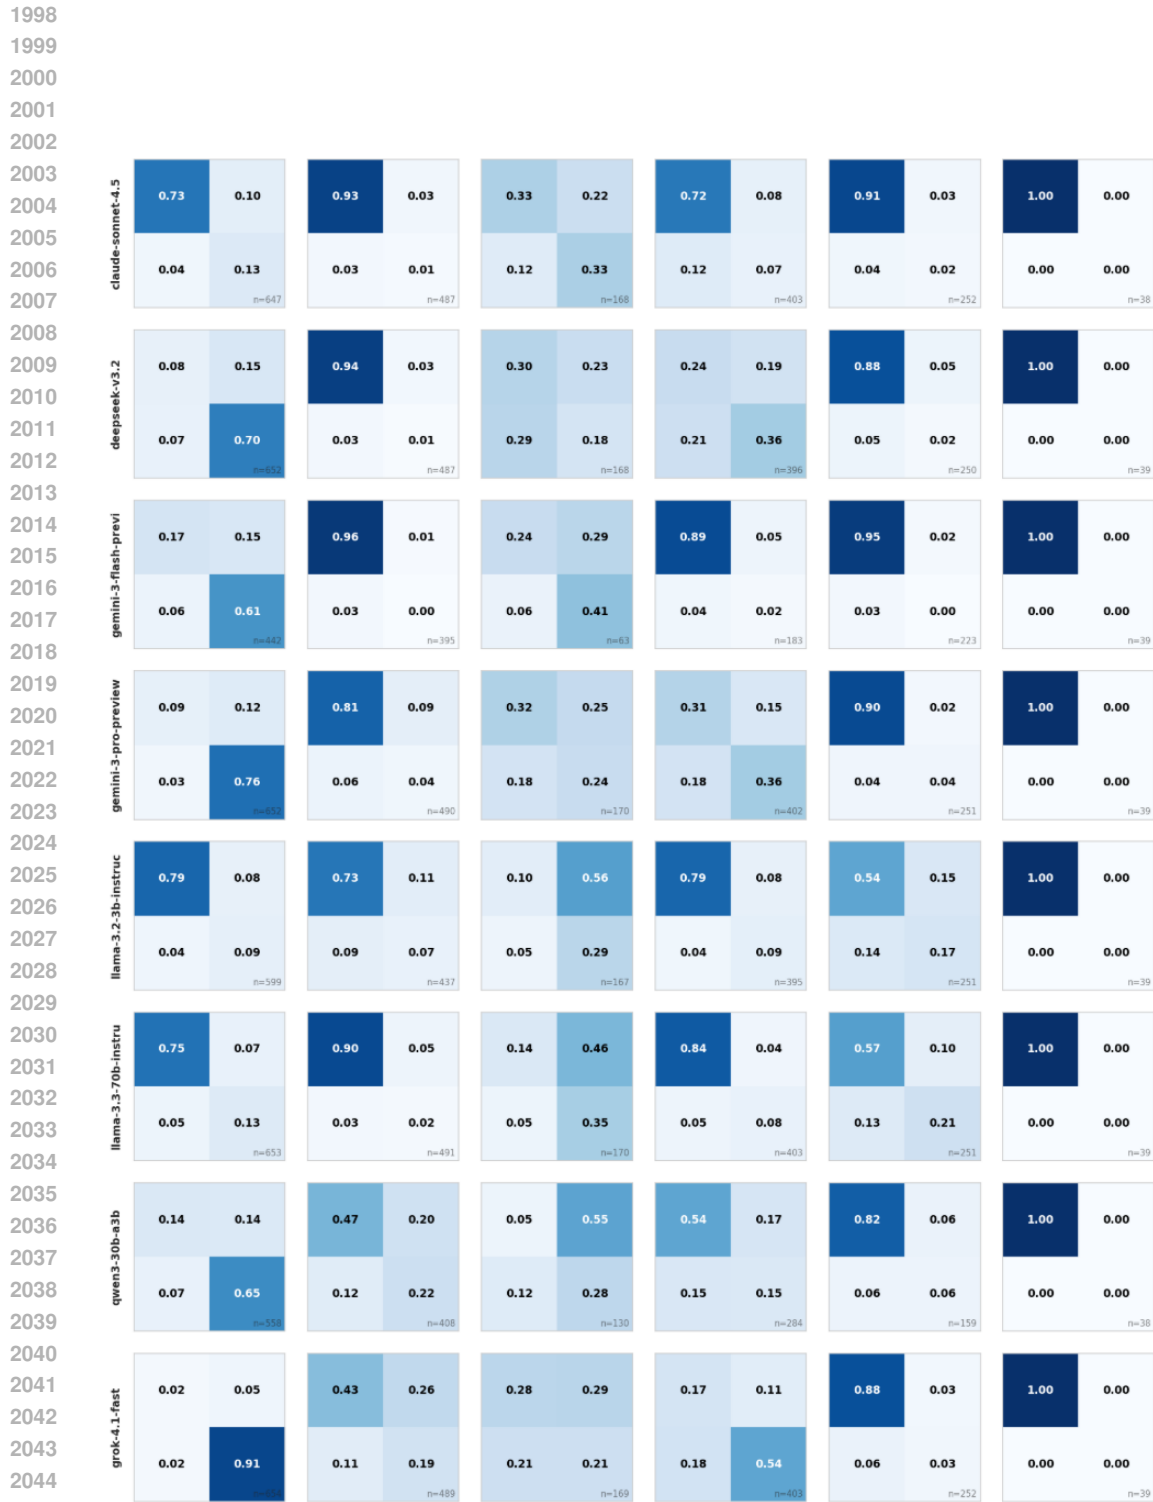 1998
1999
2000
2001
2002
2003
2004
2005
2006
2007
2008
2009
2010
2011
2012
2013
2014
2015
2016
2017
2018
2019
2020
2021
2022
2023
2024
2025
2026
2027
2028
2029
2030
2031
2032
2033
2034
2035
2036
2037
2038
2039
2040
2041
2042
2043
2044
claude-sonnet-4.5
0.73 0.10 0.93 0.03 0.33 0.22 0.72 0.08 0.91 0.03 1.00 0.00
0.04 0.13 0.03 0.01 0.12 0.33 0.12 0.07 0.04 0.02 0.00 0.00
n=647 n=487 n=168 n=403 n=252 n=38
deepseek-v3.2
0.08 0.15 0.94 0.03 0.30 0.23 0.24 0.19 0.88 0.05 1.00 0.00
0.07 0.70 0.03 0.01 0.29 0.18 0.21 0.36 0.05 0.02 0.00 0.00
n=652 n=487 n=168 n=396 n=250 n=39
gemini-3-flash-previ
0.17 0.15 0.96 0.01 0.24 0.29 0.89 0.05 0.95 0.02 1.00 0.00
0.06 0.61 0.03 0.00 0.06 0.41 0.04 0.02 0.03 0.00 0.00 0.00
n=442 n=395 n=63 n=183 n=223 n=39
gemini-3-pro-preview
0.09 0.12 0.81 0.09 0.32 0.25 0.31 0.15 0.90 0.02 1.00 0.00
0.03 0.76 0.06 0.04 0.18 0.24 0.18 0.36 0.04 0.04 0.00 0.00
n=652 n=490 n=170 n=402 n=251 n=39
llama-3.2-3b-instruc
0.79 0.08 0.73 0.11 0.10 0.56 0.79 0.08 0.54 0.15 1.00 0.00
0.04 0.09 0.09 0.07 0.05 0.29 0.04 0.09 0.14 0.17 0.00 0.00
n=599 n=437 n=167 n=395 n=251 n=39
llama-3.3-70b-instru
0.75 0.07 0.90 0.05 0.14 0.46 0.84 0.04 0.57 0.10 1.00 0.00
0.05 0.13 0.03 0.02 0.05 0.35 0.05 0.08 0.13 0.21 0.00 0.00
n=653 n=491 n=170 n=403 n=251 n=39
qwen3-30b-a3b
0.14 0.14 0.47 0.20 0.05 0.55 0.54 0.17 0.82 0.06 1.00 0.00
0.07 0.65 0.12 0.22 0.12 0.28 0.15 0.15 0.06 0.06 0.00 0.00
n=558 n=408 n=130 n=284 n=159 n=38
grok-4.1-fast
0.02 0.05 0.43 0.26 0.28 0.29 0.17 0.11 0.88 0.03 1.00 0.00
0.02 0.91 0.11 0.19 0.21 0.21 0.18 0.54 0.06 0.03 0.00 0.00
n=489 n=169 n=403 n=252 n=39